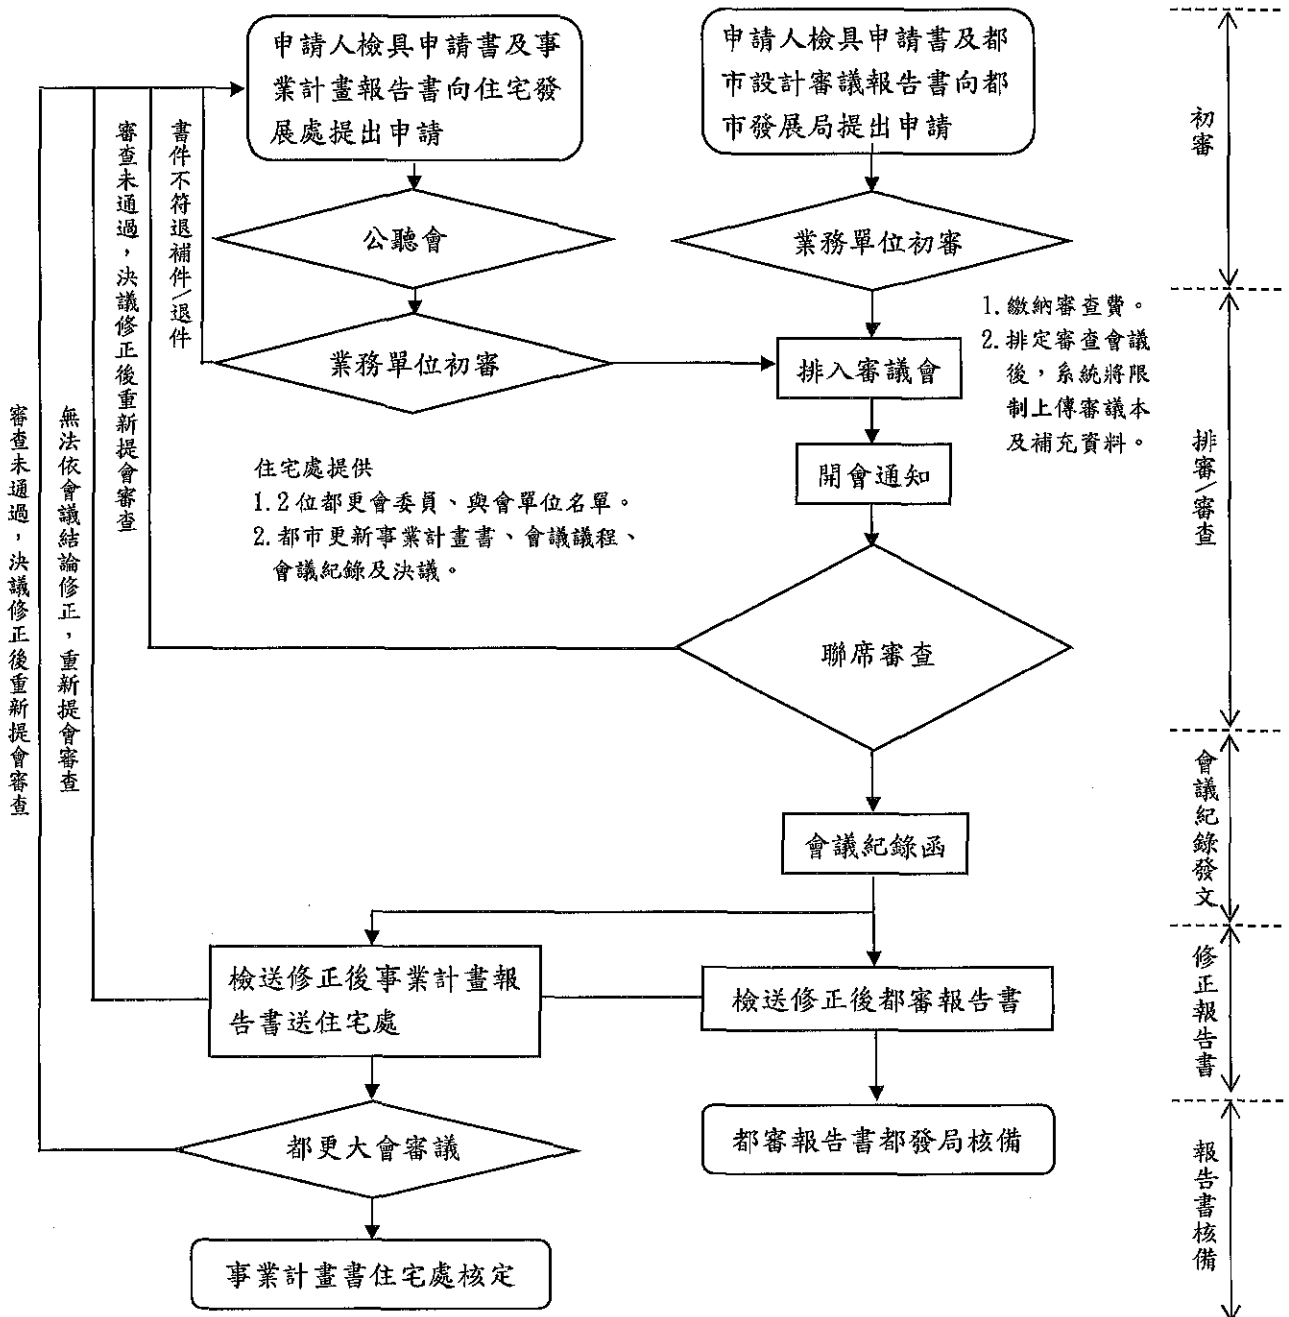 申請人檢具申請書及事
業計畫報告書向住宅發
展處提出申請
申請人檢具申請書及都
市設計審議報告書向都
市發展局提出申請
初審
公聽會
業務單位初審
業務單位初審
排入審議會
1. 繳納審查費。
2. 排定審查會議
後，系統將限
制上傳審議本
及補充資料。
開會通知
住宅處提供
1. 2位都更會委員、與會單位名單。
2. 都市更新事業計畫書、會議議程、
會議紀錄及決議。
排審/審查
聯席審查
書件不符退補件/退件
審查未通過，決議修正後重新提會審查
無法依會議結論修正，重新提會審查
審查未通過，決議修正後重新提會審查
會議紀錄函
會議紀錄發文
檢送修正後事業計畫報
告書送住宅處
檢送修正後都審報告書
修正報告書
都更大會審議
都審報告書都發局核備
報告書核備
事業計畫書住宅處核定